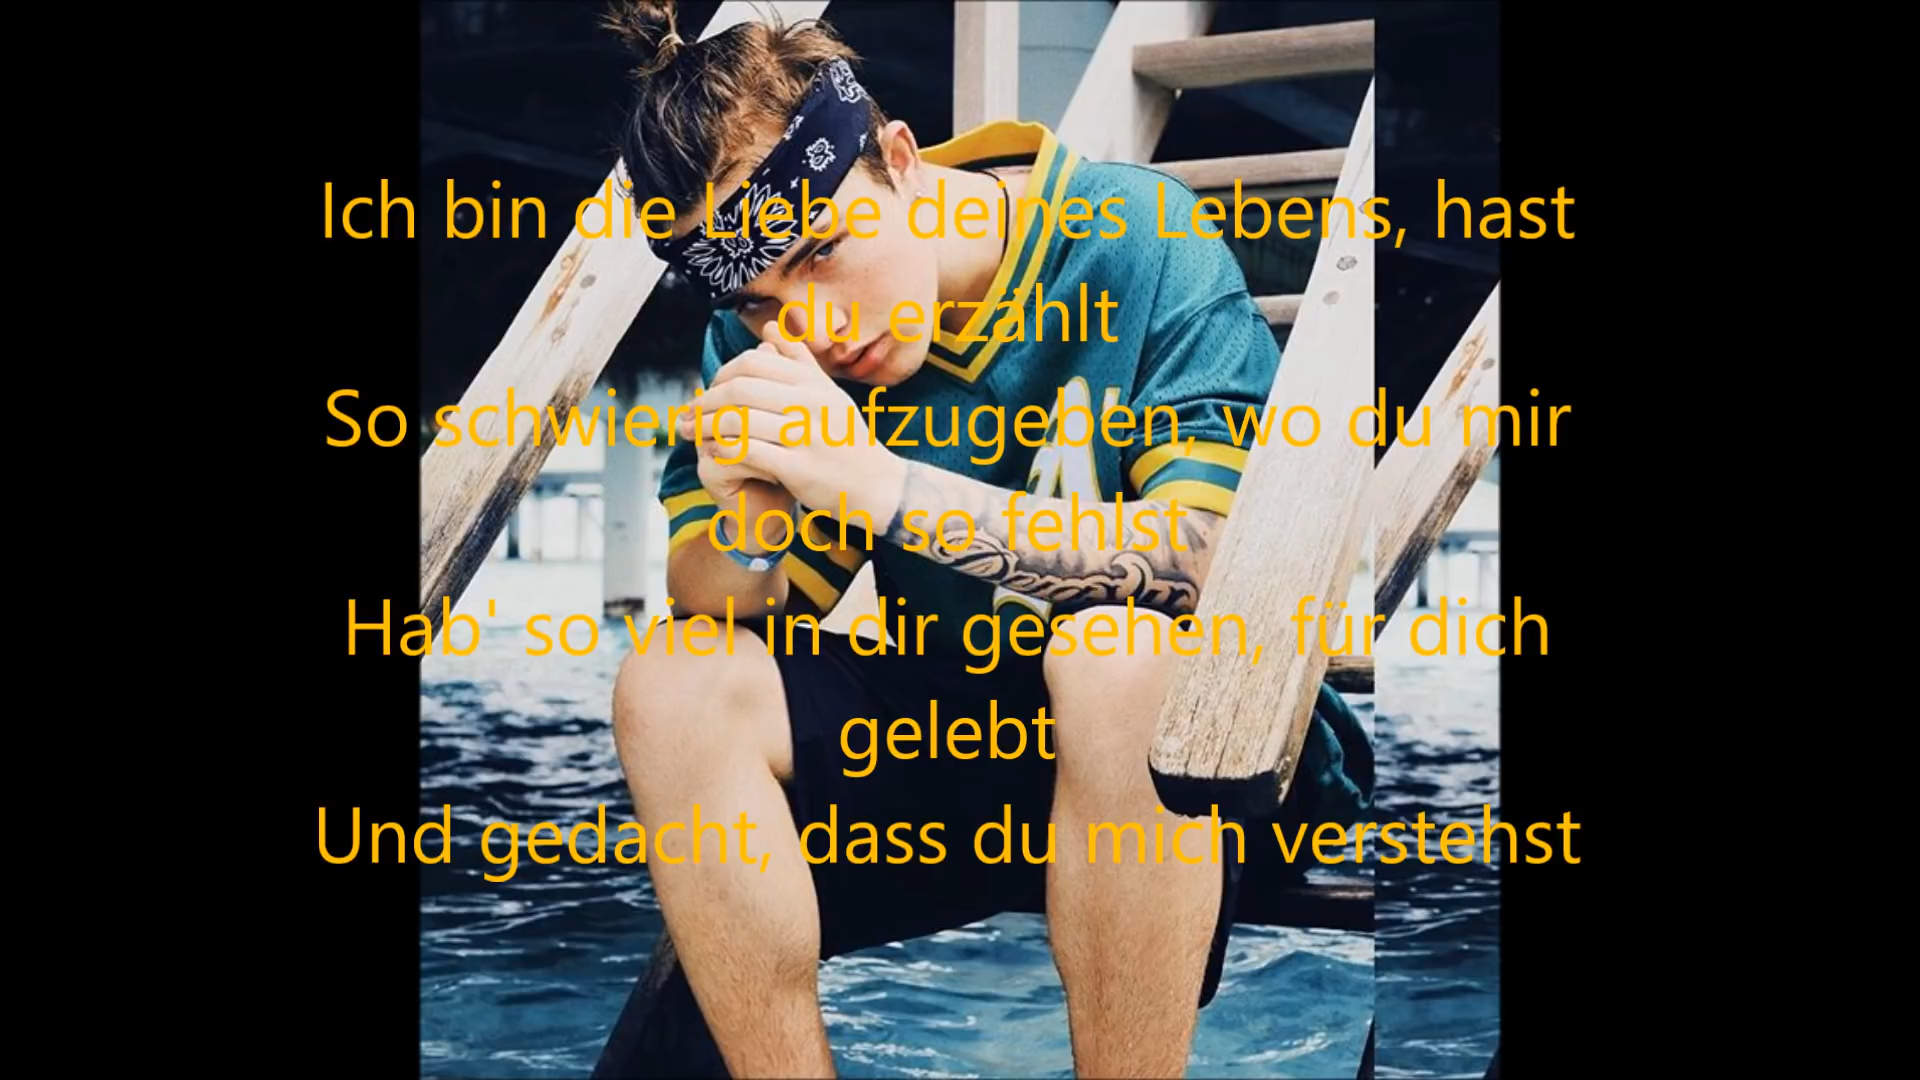 Ich bin die Liebe deines Lebens, hast
du erzählt
So schwierig aufzugeben, wo du mir
doch so fehlst
Hab' so viel in dir gesehen, für dich
gelebt
Und gedacht, dass du mich verstehst